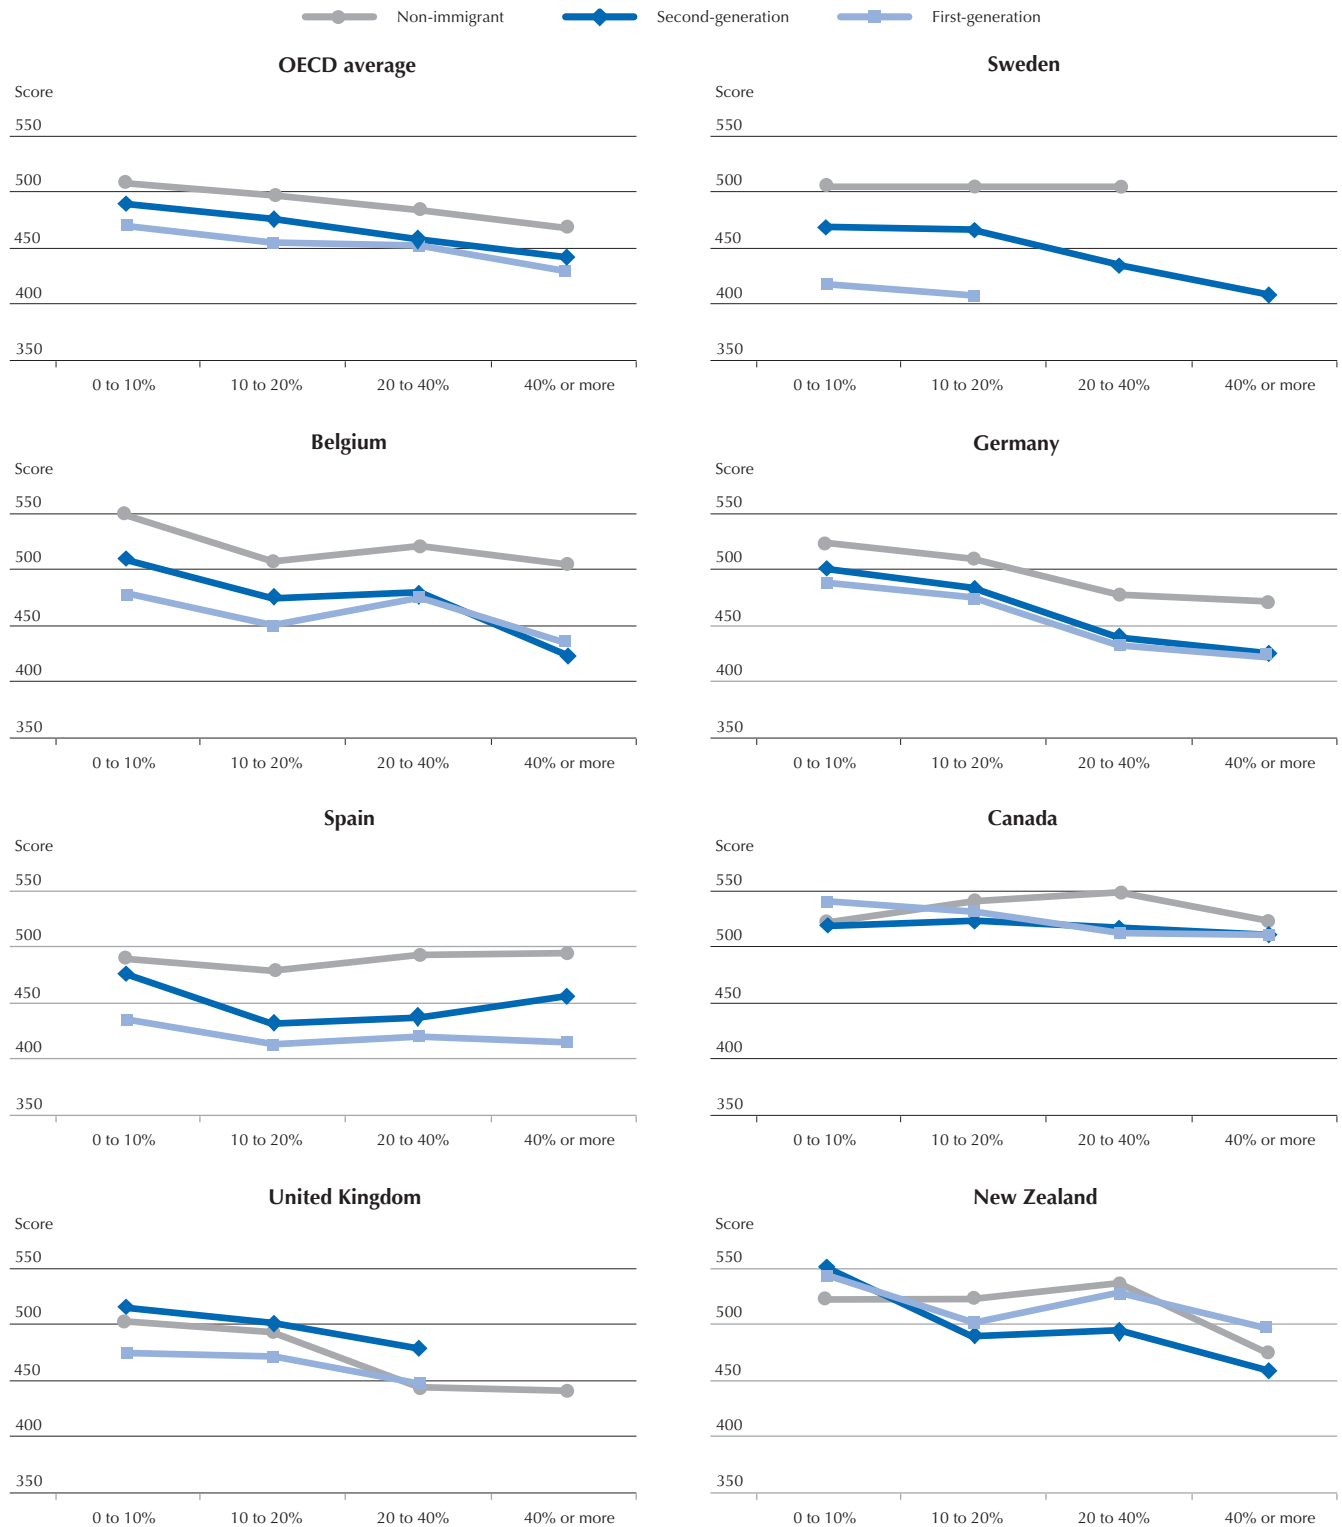 Non-immigrant Second-generation First-generation
OECD average
Score
550
500
450
400
350
0 to 10% 10 to 20% 20 to 40% 40% or more
Sweden
Score
550
500
450
400
350
0 to 10% 10 to 20% 20 to 40% 40% or more
Belgium
Score
550
500
450
400
350
0 to 10% 10 to 20% 20 to 40% 40% or more
Germany
Score
550
500
450
400
350
0 to 10% 10 to 20% 20 to 40% 40% or more
Spain
Score
550
500
450
400
350
0 to 10% 10 to 20% 20 to 40% 40% or more
Canada
Score
550
500
450
400
350
0 to 10% 10 to 20% 20 to 40% 40% or more
United Kingdom
Score
550
500
450
400
350
0 to 10% 10 to 20% 20 to 40% 40% or more
New Zealand
Score
550
500
450
400
350
0 to 10% 10 to 20% 20 to 40% 40% or more